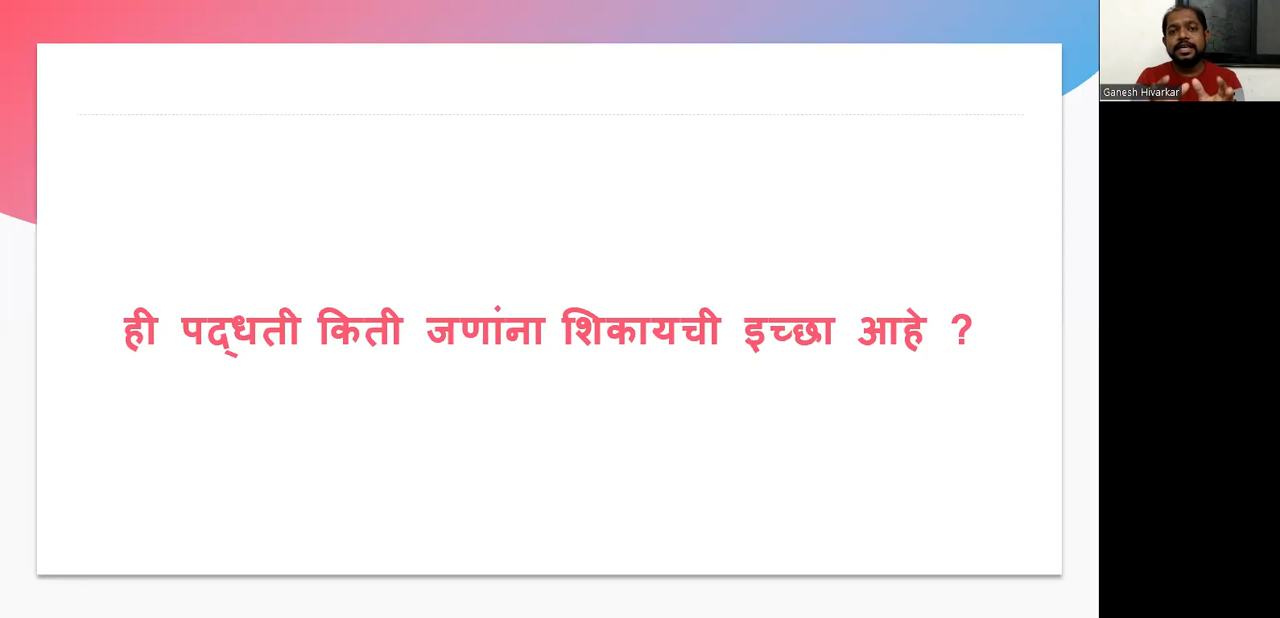 ही पद्धती किती जणांना शिकायची इच्छा आहे ?
Ganesh Hivarkar